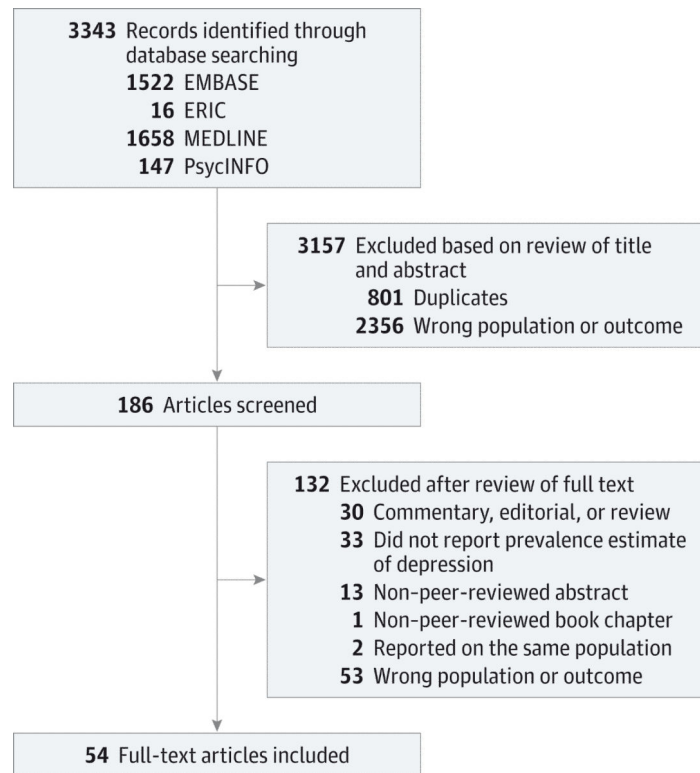 3343 Records identified through
database searching
1522 EMBASE
16 ERIC
1658 MEDLINE
147 PsycINFO
3157 Excluded based on review of title
and abstract
801 Duplicates
2356 Wrong population or outcome
186 Articles screened
132 Excluded after review of full text
30 Commentary, editorial, or review
33 Did not report prevalence estimate
of depression
13 Non-peer-reviewed abstract
1 Non-peer-reviewed book chapter
2 Reported on the same population
53 Wrong population or outcome
54 Full-text articles included